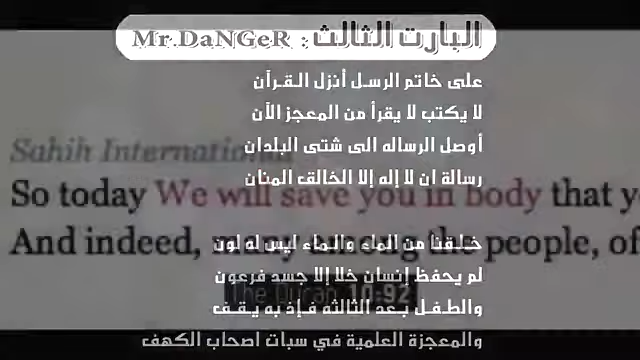 البارت الثالث : Mr.DaNGeR
على خاتم الرسل أنزل القرآن
لا يكتب لا يقرأ من المعجز الآن
أوصل الرساله الى شتى البلدان
Sahih International
رسالة ان لا إله إلا الخالق المنان
So today We will save you in body that y
خلقنا من الماء والماء ليس له لون
And indeed, many among the people, of
لم يحفظ إنسان خلا إلا جسد فرعون
The Quran 10:92
والطفل بعد الثالثه فإذ به يقف
والمعجزة العلمية في سبات اصحاب الكهف